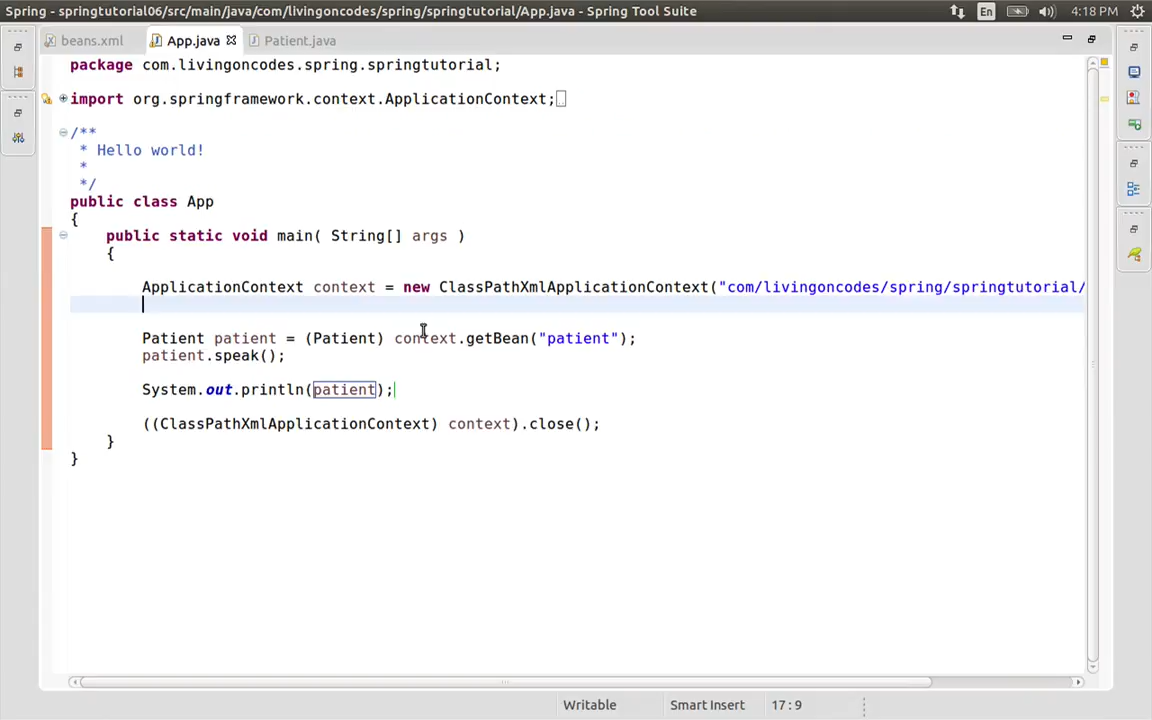 Spring - springtutorial06/src/main/java/com/livingoncodes/spring/springtutorial/App.java - Spring Tool Suite
En
4:18 PM
beans.xml
App.java
Patient.java
package com.livingoncodes.spring.springtutorial;
import org.springframework.context.ApplicationContext;
/**
* Hello world!
*
*/
public class App
{
public static void main( String[] args )
{
ApplicationContext context = new ClassPathXmlApplicationContext("com/livingoncodes/spring/springtutorial/
Patient patient = (Patient) context.getBean("patient");
patient.speak();
System.out.println(patient);
((ClassPathXmlApplicationContext) context).close();
}
}
Writable
Smart Insert
17 : 9